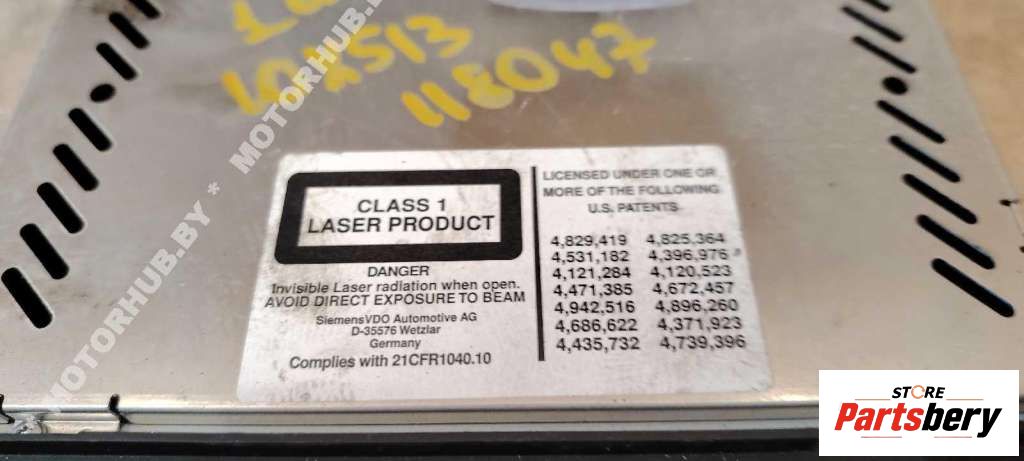 102513
118047
MOTORHUB.BY * MOTORHUB.BY * MOTORHUB.BY
CLASS 1
LASER PRODUCT
DANGER
Invisible Laser radiation when open.
AVOID DIRECT EXPOSURE TO BEAM
SiemensVDO Automotive AG
D-35576 Wetzlar
Germany
Complies with 21CFR1040.10
LICENSED UNDER ONE OR
MORE OF THE FOLLOWING
U.S. PATENTS
4,829,419 4,825,364
4,531,182 4,396,976
4,121,284 4,120,523
4,471,385 4,672,457
4,942,516 4,896,260
4,686,622 4,371,923
4,435,732 4,739,396
STORE
Partsbery